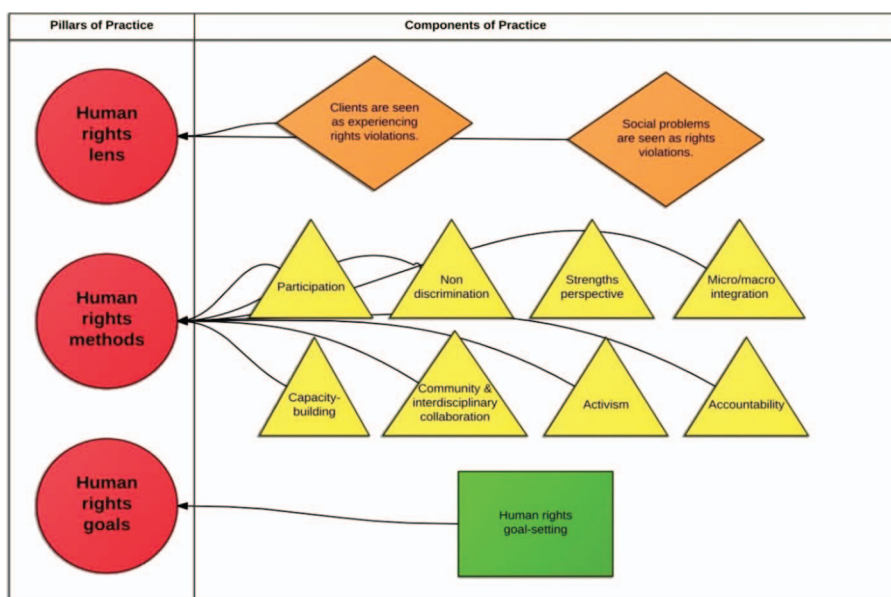 Pillars of Practice
Components of Practice
Human
rights
lens
Clients are seen
as experiencing
rights violations.
Social problems
are seen as rights
violations.
Human
rights
methods
Participation
Non
discrimination
Strengths
perspective
Micro/macro
integration
Capacity-
building
Community &
interdisciplinary
collaboration
Activism
Accountability
Human
rights
goals
Human rights
goal-setting